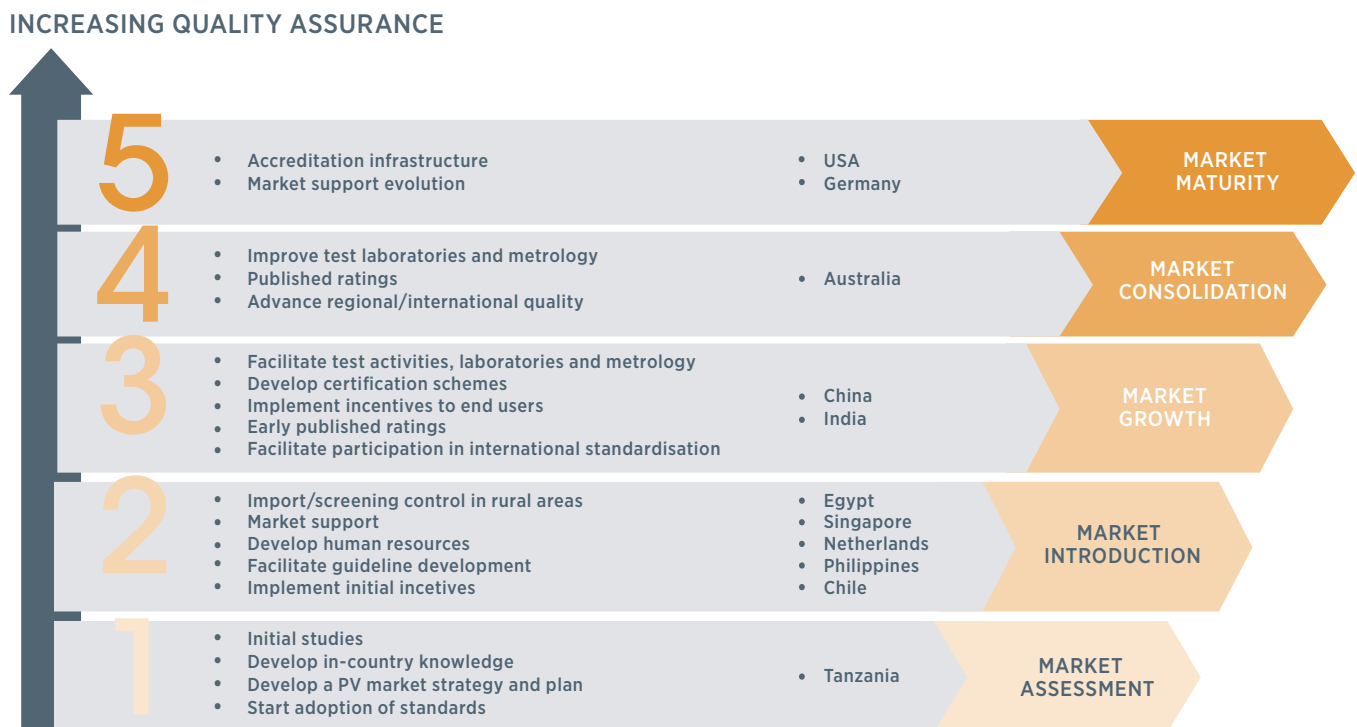 INCREASING QUALITY ASSURANCE
5
• Accreditation infrastructure
• Market support evolution
• USA
• Germany
MARKET
MATURITY
4
• Improve test laboratories and metrology
• Published ratings
• Advance regional/international quality
• Australia
MARKET
CONSOLIDATION
3
• Facilitate test activities, laboratories and metrology
• Develop certification schemes
• Implement incentives to end users
• Early published ratings
• Facilitate participation in international standardisation
• China
• India
MARKET
GROWTH
2
• Import/screening control in rural areas
• Market support
• Develop human resources
• Facilitate guideline development
• Implement initial incetives
• Egypt
• Singapore
• Netherlands
• Philippines
• Chile
MARKET
INTRODUCTION
1
• Initial studies
• Develop in-country knowledge
• Develop a PV market strategy and plan
• Start adoption of standards
• Tanzania
MARKET
ASSESSMENT